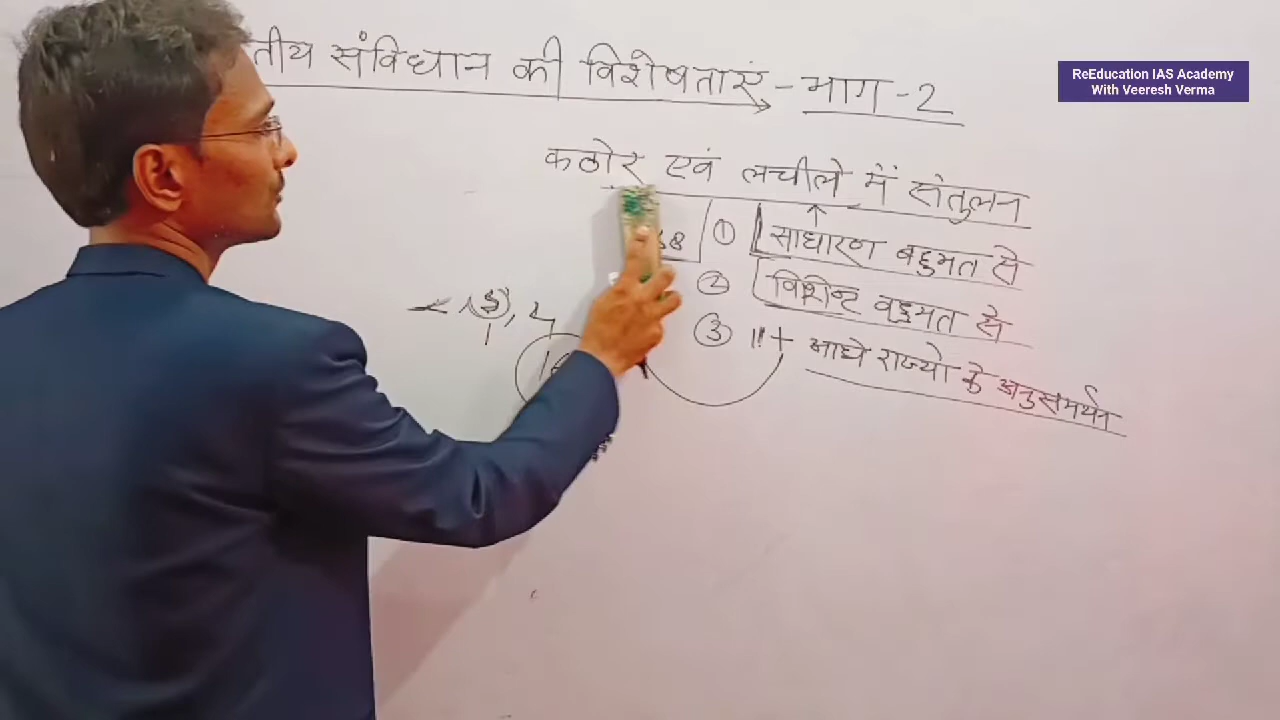 ReEducation IAS Academy
With Veeresh Verma
तीय संविधान की विशेषताएं - भाग - 2
कठोर एवं लचीले में संतुलन
68 ① साधारण बहुमत से
② विशेष बहुमत से
③ "+ आधे राज्यो के अनुसमर्थन